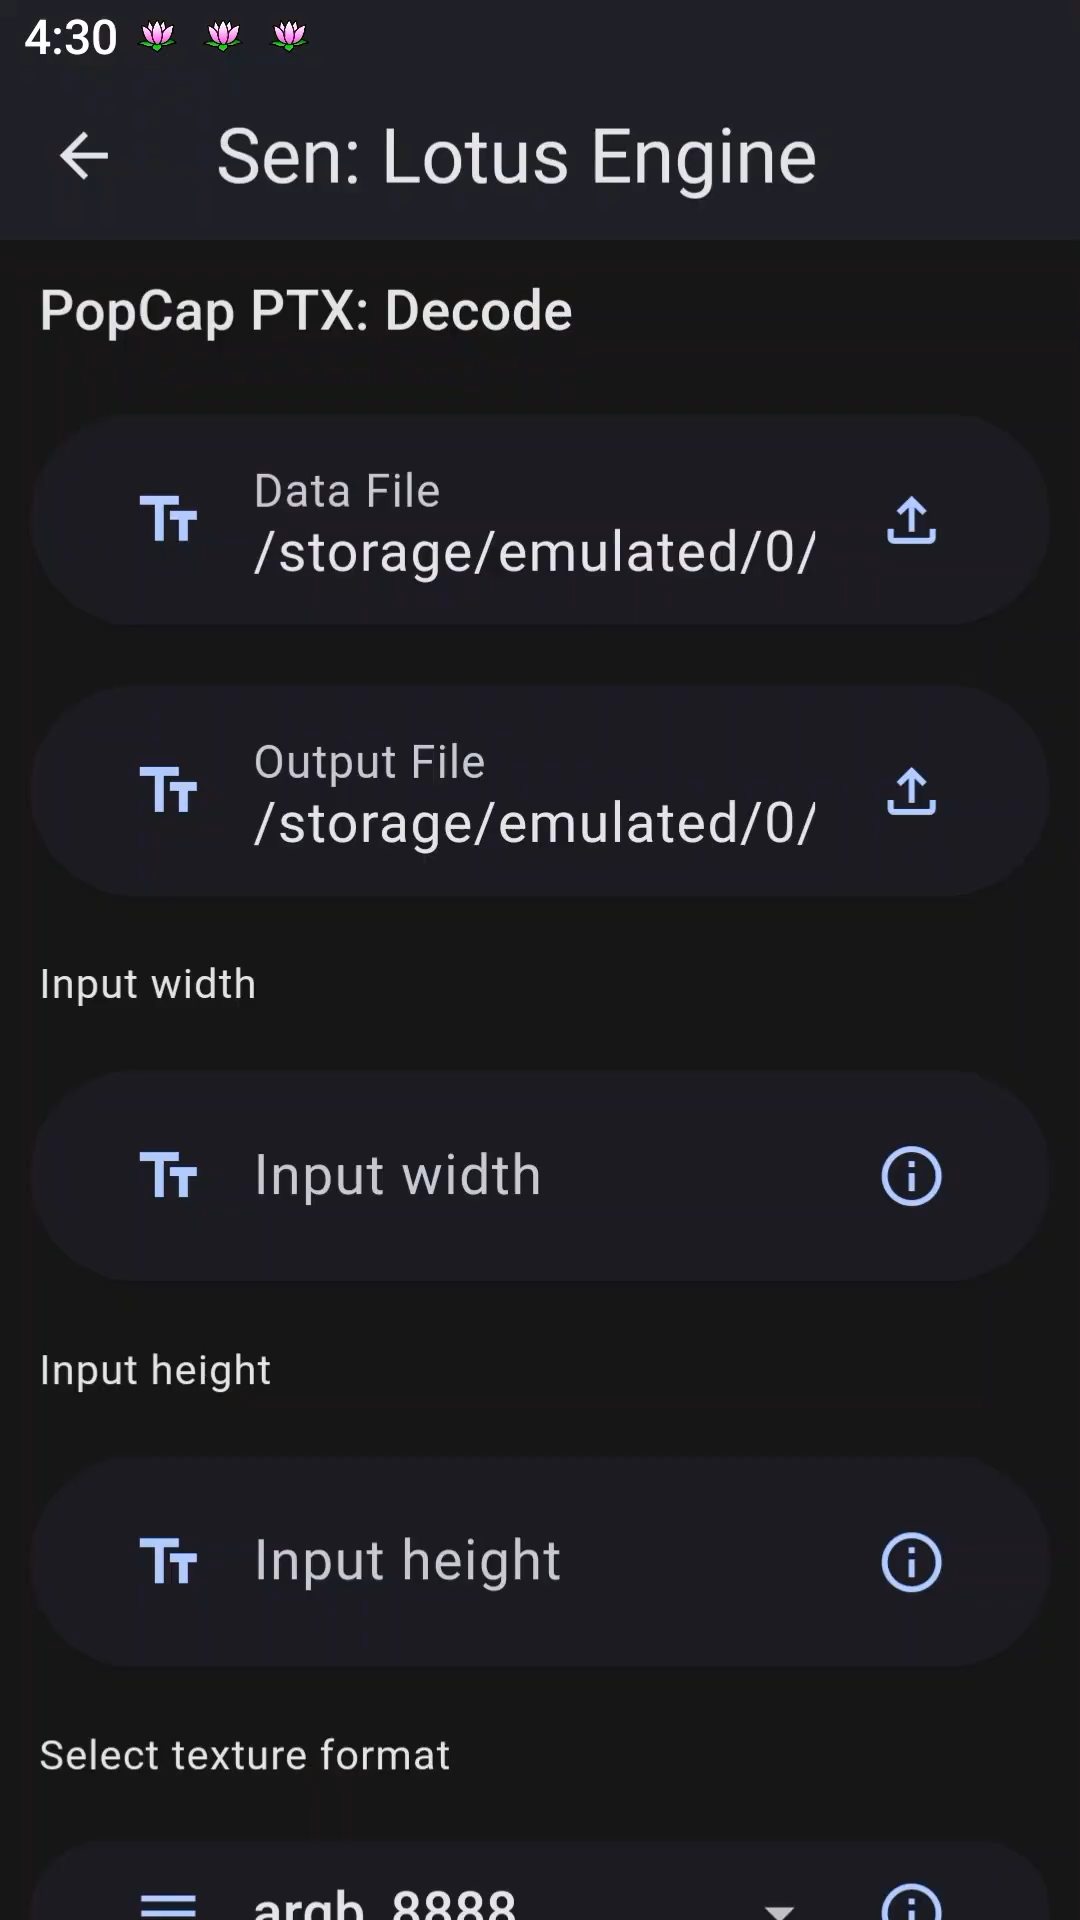 4:30
Sen: Lotus Engine
PopCap PTX: Decode
Data File
/storage/emulated/0/
Output File
/storage/emulated/0/
Input width
Input width
Input height
Input height
Select texture format
argb_8888